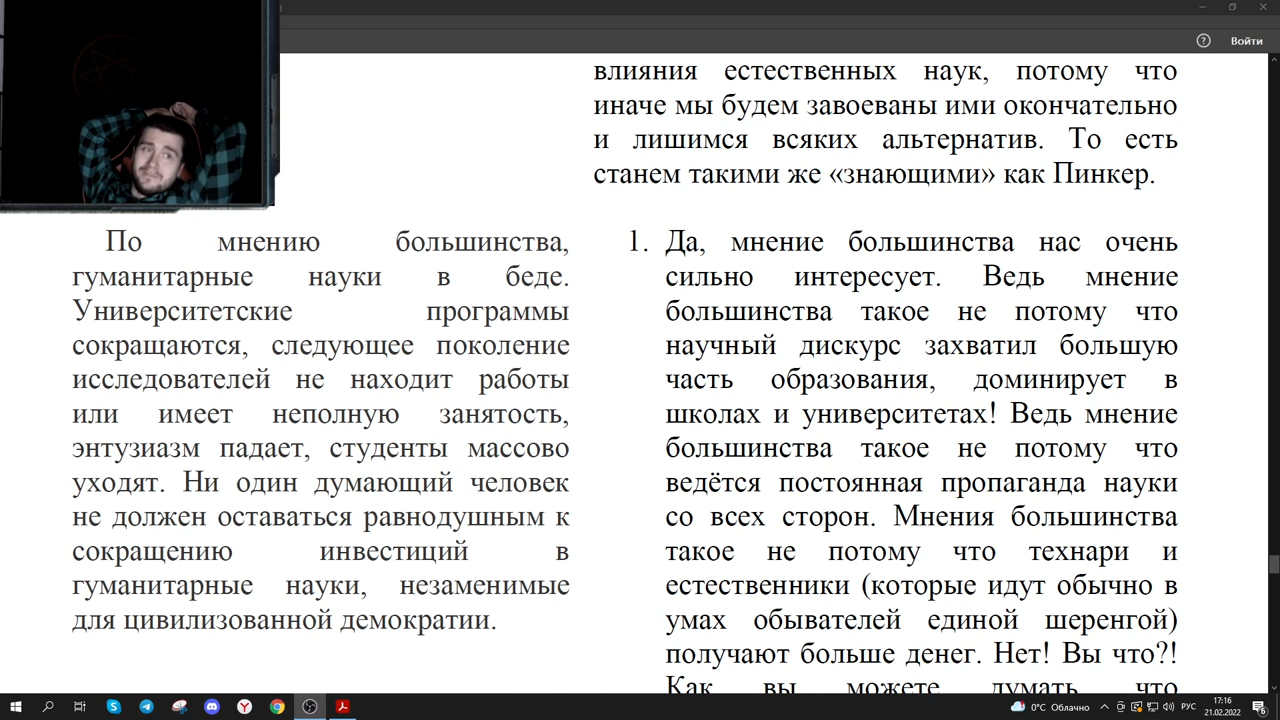 Войти
влияния естественных наук, потому что
иначе мы будем завоеваны ими окончательно
и лишимся всяких альтернатив. То есть
станем такими же «знающими» как Пинкер.
По мнению большинства,
гуманитарные науки в беде.
Университетские программы
сокращаются, следующее поколение
исследователей не находит работы
или имеет неполную занятость,
энтузиазм падает, студенты массово
уходят. Ни один думающий человек
не должен оставаться равнодушным к
сокращению инвестиций в
гуманитарные науки, незаменимые
для цивилизованной демократии.
1. Да, мнение большинства нас очень
сильно интересует. Ведь мнение
большинства такое не потому что
научный дискурс захватил большую
часть образования, доминирует в
школах и университетах! Ведь мнение
большинства такое не потому что
ведётся постоянная пропаганда науки
со всех сторон. Мнения большинства
такое не потому что технари и
естественники (которые идут обычно в
умах обывателей единой шеренгой)
получают больше денег. Нет! Вы что?!
Как вы можете думать что
0°C Облачно
РУС
17:16
21.02.2022
6